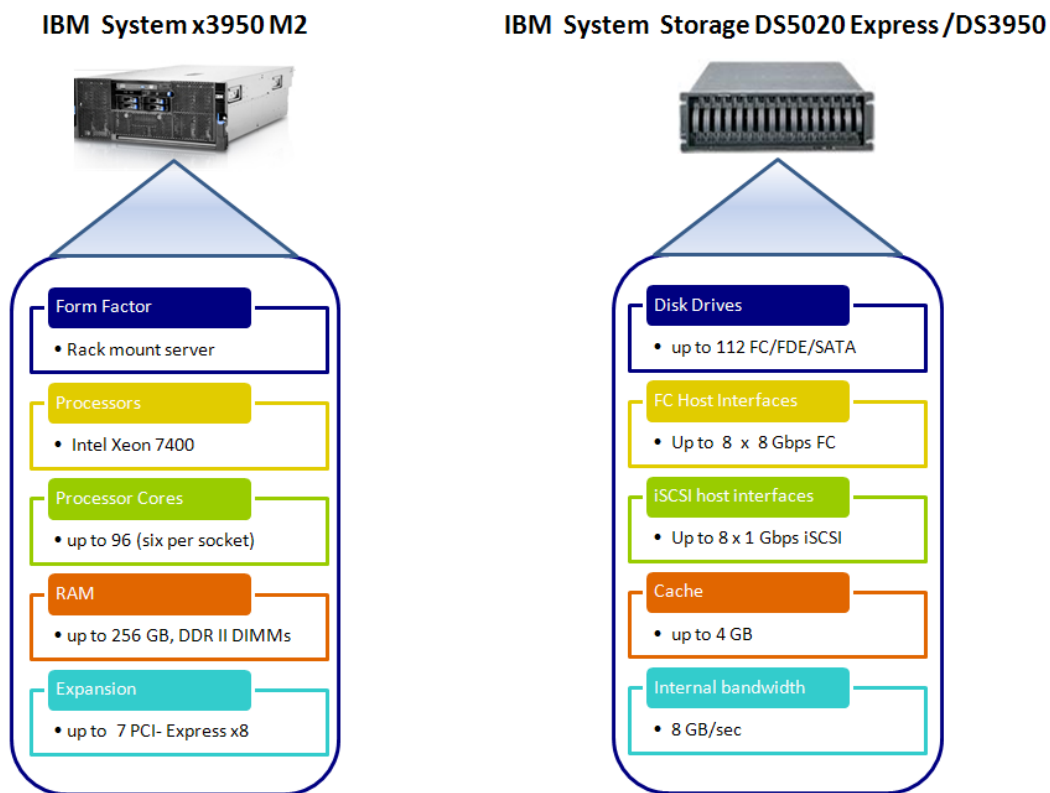 IBM System x3950 M2
Form Factor
• Rack mount server
Processors
• Intel Xeon 7400
Processor Cores
• up to 96 (six per socket)
RAM
• up to 256 GB, DDR II DIMMs
Expansion
• up to 7 PCI- Express x8
IBM System Storage DS5020 Express /DS3950
Disk Drives
• up to 112 FC/FDE/SATA
FC Host Interfaces
• Up to 8 x 8 Gbps FC
iSCSI host interfaces
• Up to 8 x 1 Gbps iSCSI
Cache
• up to 4 GB
Internal bandwidth
• 8 GB/sec